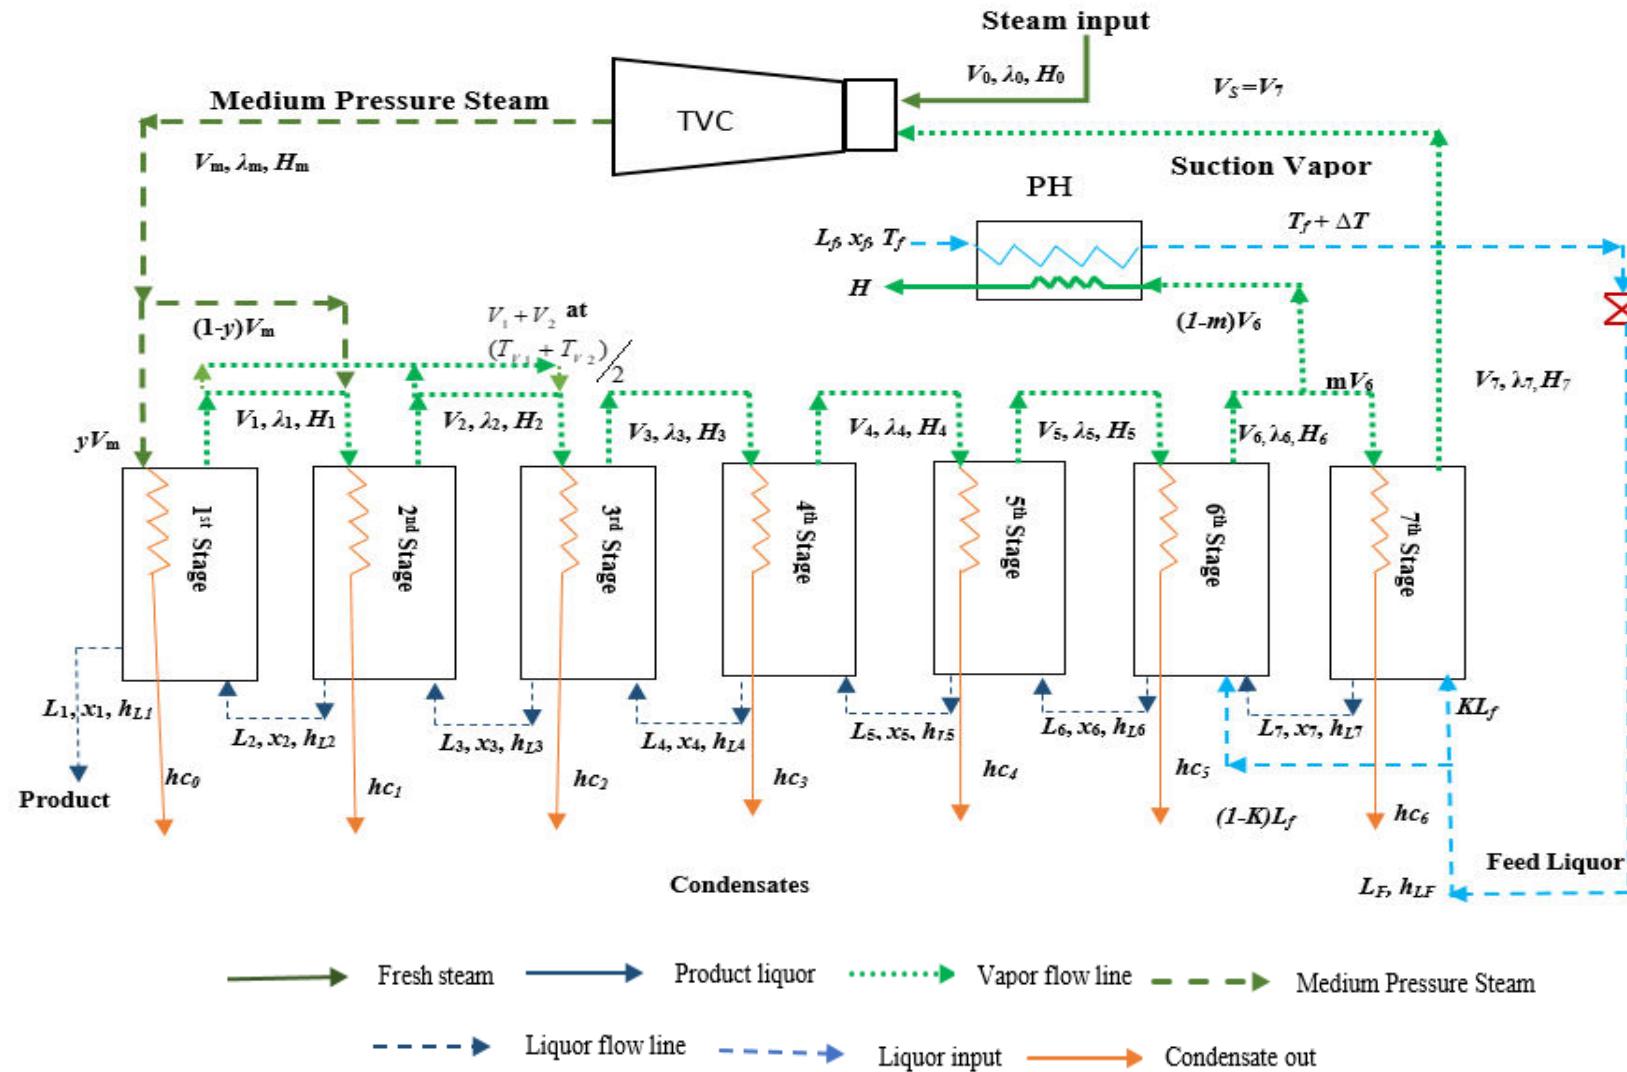 Steam input
V0, λ0, H0
VS=V7
Medium Pressure Steam
TVC
Vm, λm, Hm
Suction Vapor
PH
Lf, xf, Tf
Tf + ΔT
H
(1-m)V6
(1-y)Vm
V1 + V2 at
(TV1 + TV2)/2
mV6
V7, λ7, H7
yVm
V1, λ1, H1
V2, λ2, H2
V3, λ3, H3
V4, λ4, H4
V5, λ5, H5
V6, λ6, H6
1st Stage
2nd Stage
3rd Stage
4th Stage
5th Stage
6th Stage
7th Stage
L1, x1, hL1
L2, x2, hL2
L3, x3, hL3
L4, x4, hL4
L5, x5, hL5
L6, x6, hL6
L7, x7, hL7
KLf
Product
hc0
hc1
hc2
hc3
hc4
hc5
hc6
(1-K)Lf
Feed Liquor
LF, hLF
Condensates
Fresh steam
Product liquor
Vapor flow line
Medium Pressure Steam
Liquor flow line
Liquor input
Condensate out